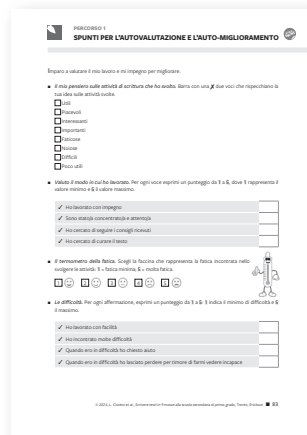 PERCORSO 1
SPUNTI PER L'AUTOVALUTAZIONE E L'AUTO-MIGLIORAMENTO
Imparo a valutare il mio lavoro e mi impegno per migliorare.
■ Il mio pensiero sulle attività di scrittura che ho svolto. Barra con una ✗ due voci che rispecchiano la
tua idea sulle attività svolte.
Utili
Piacevoli
Interessanti
Importanti
Faticose
Noiose
Difficili
Poco utili
■ Valuto il modo in cui ho lavorato. Per ogni voce esprimi un punteggio da 1 a 5, dove 1 rappresenta il
valore minimo e 5 il valore massimo.
✓ Ho lavorato con impegno
✓ Sono stato/a concentrato/a e attento/a
✓ Ho cercato di seguire i consigli ricevuti
✓ Ho cercato di curare il testo
■ Il termometro della fatica. Scegli la faccina che rappresenta la fatica incontrata nello
svolgere le attività: 1 = fatica minima, 5 = molta fatica.
1 2 3 4 5
■ Le difficoltà. Per ogni affermazione, esprimi un punteggio da 1 a 5: 1 indica il minimo di difficoltà e 5
il massimo.
✓ Ho lavorato con facilità
✓ Ho incontrato molte difficoltà
✓ Quando ero in difficoltà ho chiesto aiuto
✓ Quando ero in difficoltà ho lasciato perdere per timore di farmi vedere incapace
■ 83